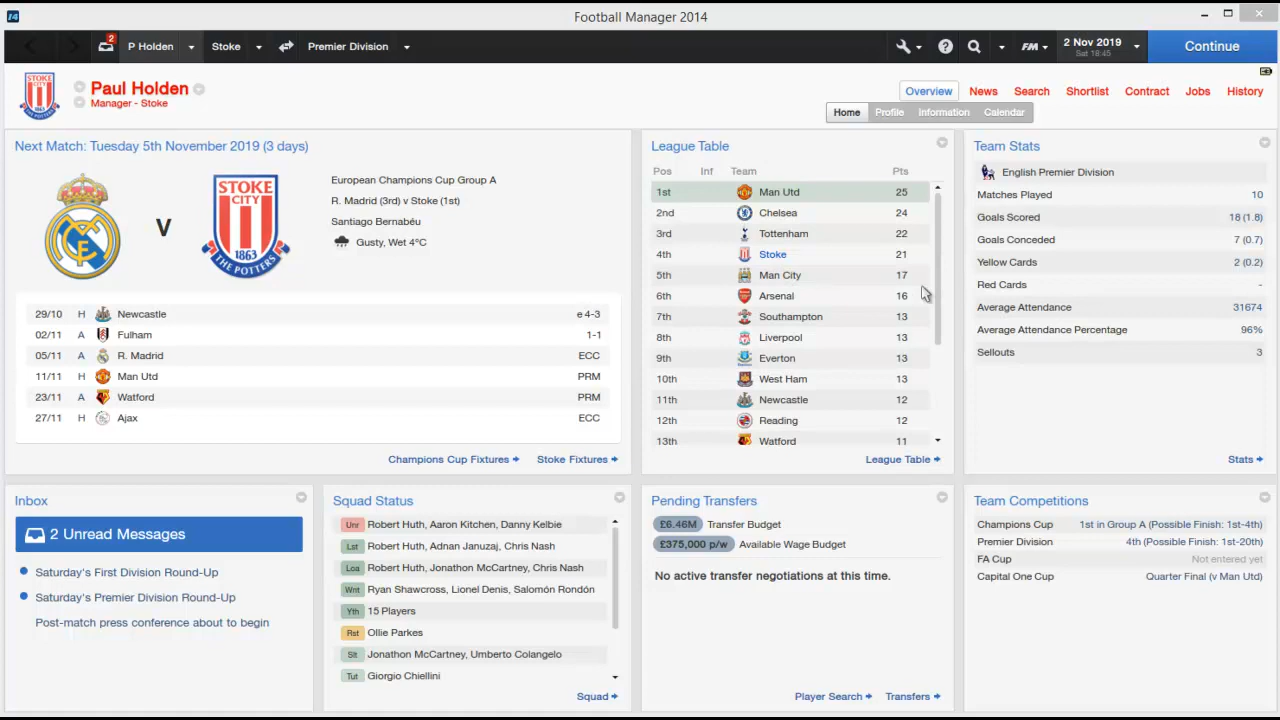 Football Manager 2014
14
2
P Holden
Stoke
Premier Division
FM
2 Nov 2019
Sat 18:45
Continue
STOKE
CITY
Paul Holden
Manager - Stoke
Overview
News
Search
Shortlist
Contract
Jobs
History
Home
Profile
Information
Calendar
Next Match: Tuesday 5th November 2019 (3 days)
V
STOKE
CITY
1863
THE POTTERS
European Champions Cup Group A
R. Madrid (3rd) v Stoke (1st)
Santiago Bernabéu
Gusty, Wet 4°C
29/10 H Newcastle e 4-3
02/11 A Fulham 1-1
05/11 A R. Madrid ECC
11/11 H Man Utd PRM
23/11 A Watford PRM
27/11 H Ajax ECC
Champions Cup Fixtures
Stoke Fixtures
League Table
Pos Inf Team Pts
1st Man Utd 25
2nd Chelsea 24
3rd Tottenham 22
4th Stoke 21
5th Man City 17
6th Arsenal 16
7th Southampton 13
8th Liverpool 13
9th Everton 13
10th West Ham 13
11th Newcastle 12
12th Reading 12
13th Watford 11
League Table
Team Stats
English Premier Division
Matches Played 10
Goals Scored 18 (1.8)
Goals Conceded 7 (0.7)
Yellow Cards 2 (0.2)
Red Cards -
Average Attendance 31674
Average Attendance Percentage 96%
Sellouts 3
Stats
Inbox
2 Unread Messages
Saturday's First Division Round-Up
Saturday's Premier Division Round-Up
Post-match press conference about to begin
Squad Status
Unr Robert Huth, Aaron Kitchen, Danny Kelbie
Lst Robert Huth, Adnan Januzaj, Chris Nash
Loa Robert Huth, Jonathon McCartney, Chris Nash
Wnt Ryan Shawcross, Lionel Denis, Salomón Rondón
Yth 15 Players
Rst Ollie Parkes
Slt Jonathon McCartney, Umberto Colangelo
Tut Giorgio Chiellini
Squad
Pending Transfers
£6.46M Transfer Budget
£375,000 p/w Available Wage Budget
No active transfer negotiations at this time.
Player Search
Transfers
Team Competitions
Champions Cup 1st in Group A (Possible Finish: 1st-4th)
Premier Division 4th (Possible Finish: 1st-20th)
FA Cup Not entered yet
Capital One Cup Quarter Final (v Man Utd)